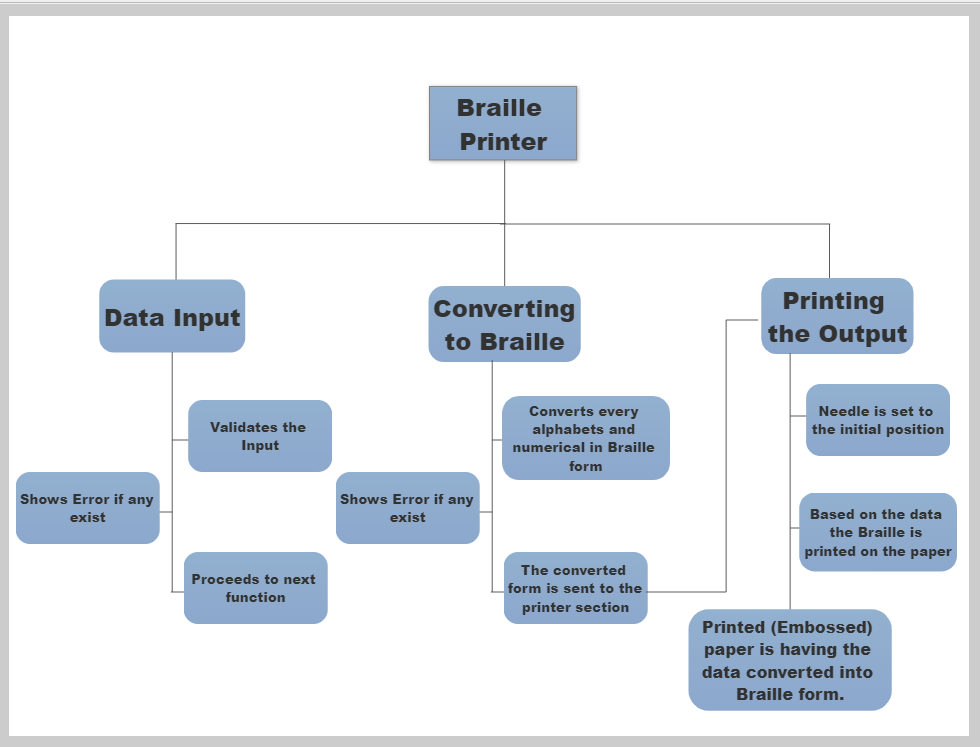 Braille
Printer
Data Input
Converting
to Braille
Printing
the Output
Validates the
Input
Shows Error if any
exist
Proceeds to next
function
Converts every
alphabets and
numerical in Braille
form
Shows Error if any
exist
The converted
form is sent to the
printer section
Needle is set to
the initial position
Based on the data
the Braille is
printed on the paper
Printed (Embossed)
paper is having the
data converted into
Braille form.